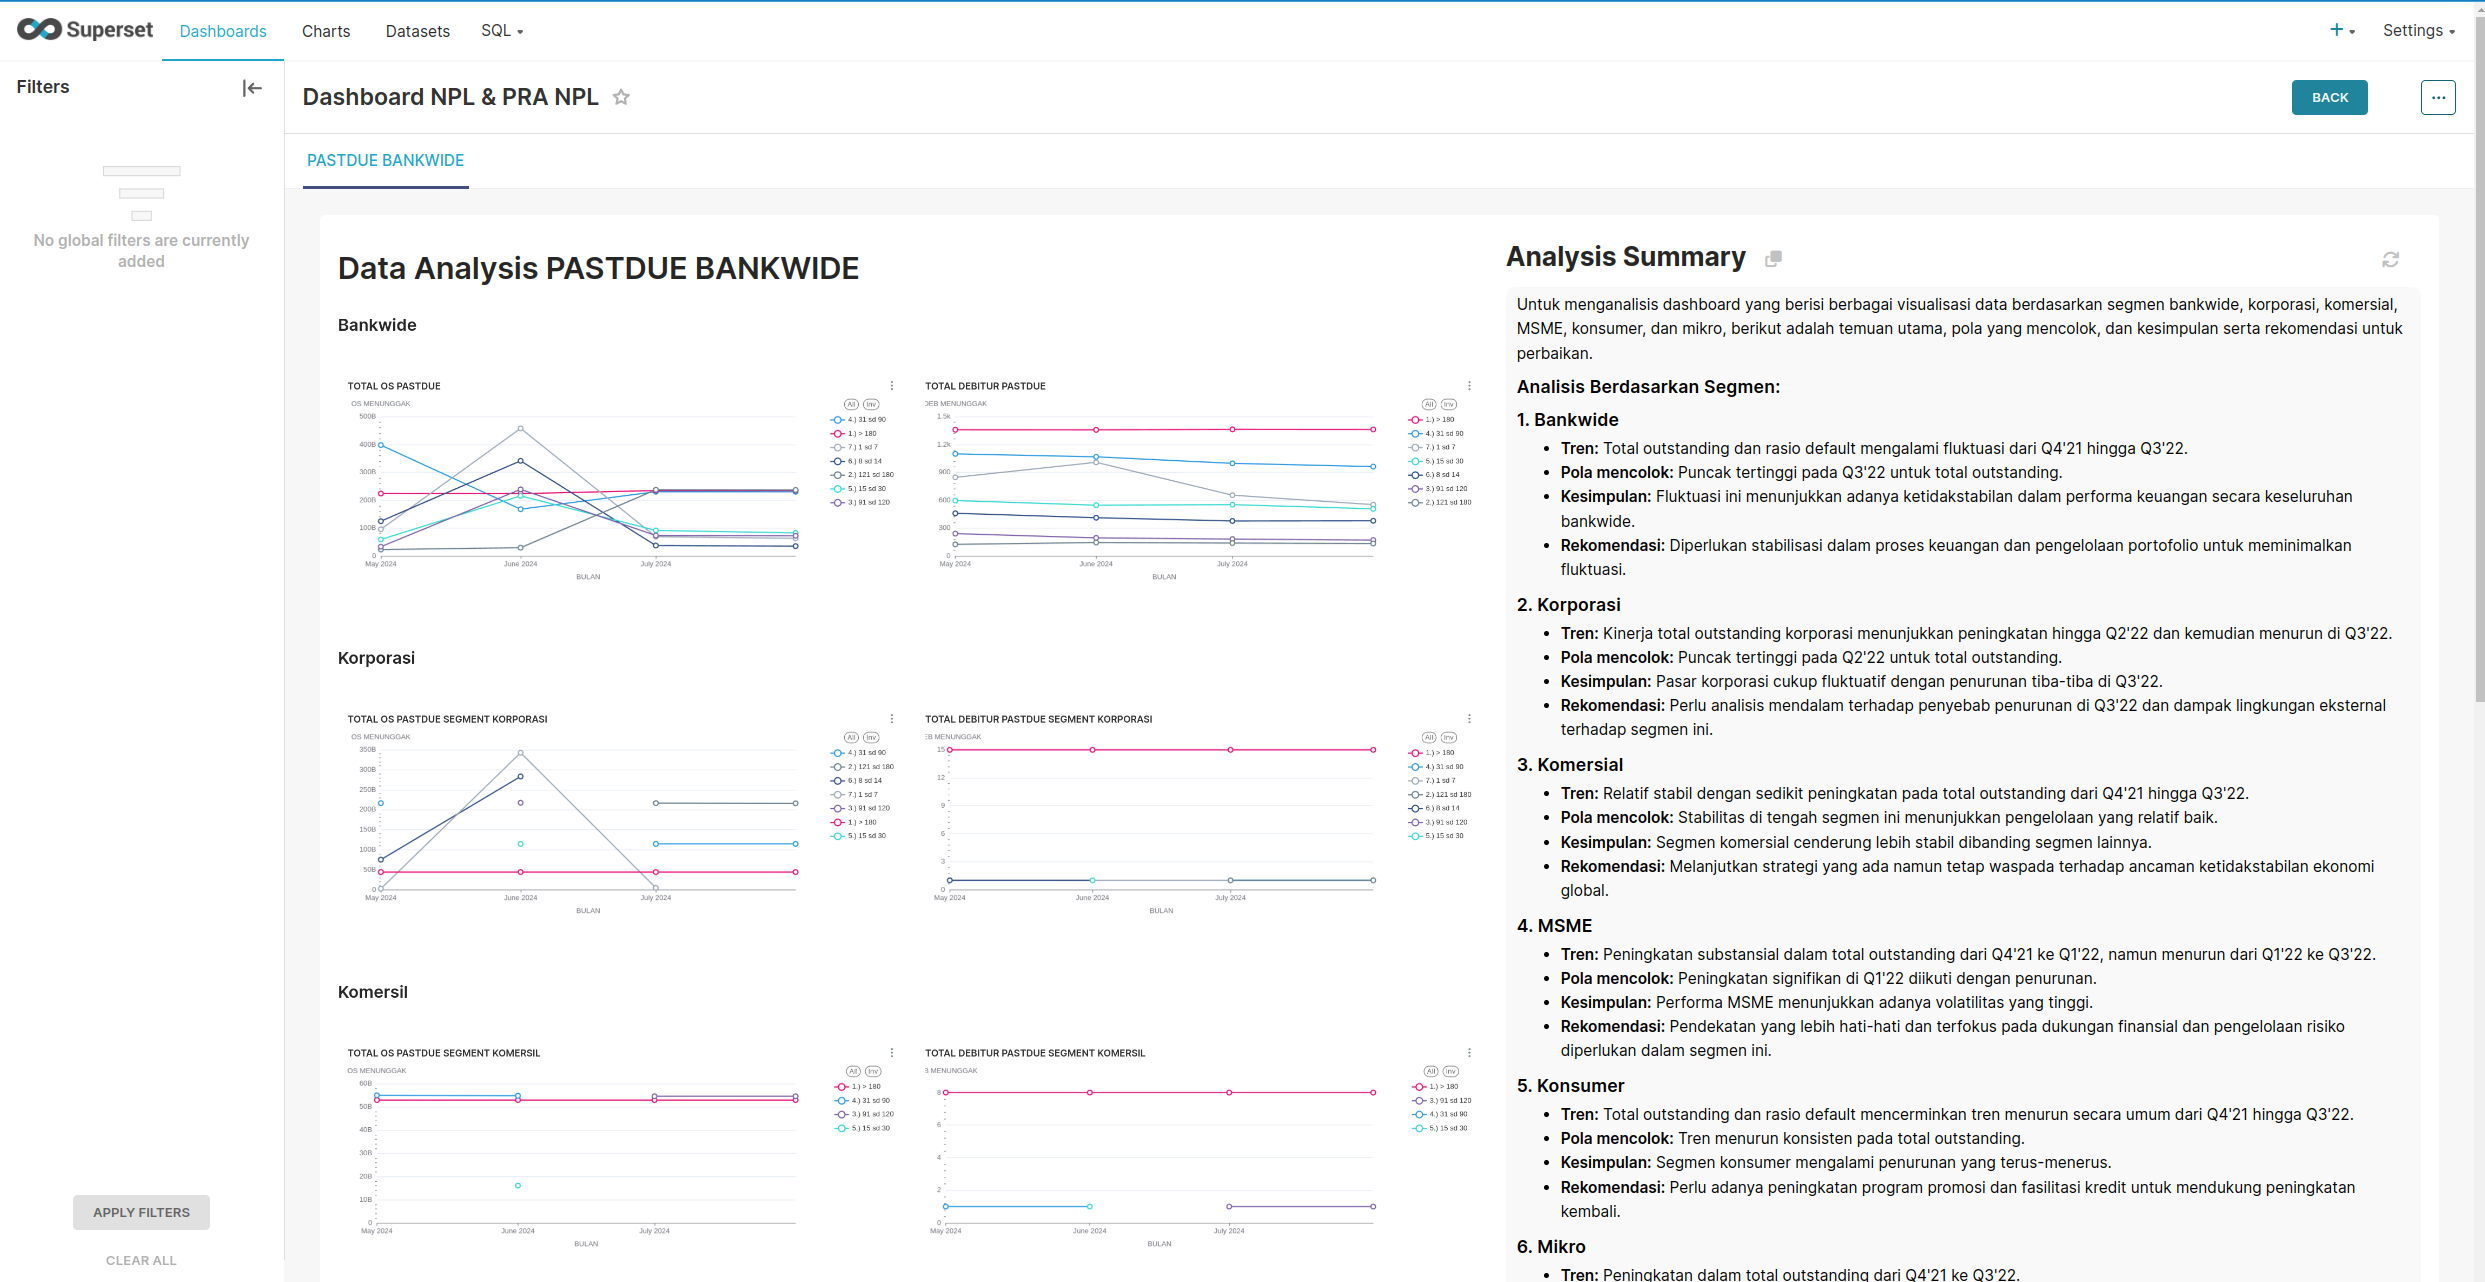 Superset
Dashboards
Charts
Datasets
SQL
Settings
Filters
No global filters are currently
added
APPLY FILTERS
CLEAR ALL
Dashboard NPL & PRA NPL
BACK
PASTDUE BANKWIDE
Data Analysis PASTDUE BANKWIDE
Bankwide
TOTAL OS PASTDUE
OS MENUNGGAK
All Inv
4.) 31 sd 90
1.) > 180
7.) 1 sd 7
6.) 8 sd 14
2.) 121 sd 180
5.) 15 sd 30
3.) 91 sd 120
500B
400B
300B
200B
100B
0
May 2024 June 2024 July 2024
BULAN
TOTAL DEBITUR PASTDUE
DEB MENUNGGAK
All Inv
1.) > 180
4.) 31 sd 90
7.) 1 sd 7
5.) 15 sd 30
6.) 8 sd 14
3.) 91 sd 120
2.) 121 sd 180
1.5k
1.2k
900
600
300
0
May 2024 June 2024 July 2024
BULAN
Korporasi
TOTAL OS PASTDUE SEGMENT KORPORASI
OS MENUNGGAK
All Inv
4.) 31 sd 90
2.) 121 sd 180
6.) 8 sd 14
7.) 1 sd 7
3.) 91 sd 120
1.) > 180
5.) 15 sd 30
350B
300B
250B
200B
150B
100B
50B
0
May 2024 June 2024 July 2024
BULAN
TOTAL DEBITUR PASTDUE SEGMENT KORPORASI
EB MENUNGGAK
All Inv
1.) > 180
4.) 31 sd 90
7.) 1 sd 7
2.) 121 sd 180
6.) 8 sd 14
3.) 91 sd 120
5.) 15 sd 30
15
12
9
6
3
0
May 2024 June 2024 July 2024
BULAN
Komersil
TOTAL OS PASTDUE SEGMENT KOMERSIL
OS MENUNGGAK
All Inv
1.) > 180
4.) 31 sd 90
3.) 91 sd 120
5.) 15 sd 30
60B
50B
40B
30B
20B
10B
0
May 2024 June 2024 July 2024
BULAN
TOTAL DEBITUR PASTDUE SEGMENT KOMERSIL
B MENUNGGAK
All Inv
1.) > 180
3.) 91 sd 120
4.) 31 sd 90
5.) 15 sd 30
8
6
4
2
0
May 2024 June 2024 July 2024
BULAN
Analysis Summary
Untuk menganalisis dashboard yang berisi berbagai visualisasi data berdasarkan segmen bankwide, korporasi, komersial,
MSME, konsumer, dan mikro, berikut adalah temuan utama, pola yang mencolok, dan kesimpulan serta rekomendasi untuk
perbaikan.
Analisis Berdasarkan Segmen:
1. Bankwide
• Tren: Total outstanding dan rasio default mengalami fluktuasi dari Q4'21 hingga Q3'22.
• Pola mencolok: Puncak tertinggi pada Q3'22 untuk total outstanding.
• Kesimpulan: Fluktuasi ini menunjukkan adanya ketidakstabilan dalam performa keuangan secara keseluruhan
bankwide.
• Rekomendasi: Diperlukan stabilisasi dalam proses keuangan dan pengelolaan portofolio untuk meminimalkan
fluktuasi.
2. Korporasi
• Tren: Kinerja total outstanding korporasi menunjukkan peningkatan hingga Q2'22 dan kemudian menurun di Q3'22.
• Pola mencolok: Puncak tertinggi pada Q2'22 untuk total outstanding.
• Kesimpulan: Pasar korporasi cukup fluktuatif dengan penurunan tiba-tiba di Q3'22.
• Rekomendasi: Perlu analisis mendalam terhadap penyebab penurunan di Q3'22 dan dampak lingkungan eksternal
terhadap segmen ini.
3. Komersial
• Tren: Relatif stabil dengan sedikit peningkatan pada total outstanding dari Q4'21 hingga Q3'22.
• Pola mencolok: Stabilitas di tengah segmen ini menunjukkan pengelolaan yang relatif baik.
• Kesimpulan: Segmen komersial cenderung lebih stabil dibanding segmen lainnya.
• Rekomendasi: Melanjutkan strategi yang ada namun tetap waspada terhadap ancaman ketidakstabilan ekonomi
global.
4. MSME
• Tren: Peningkatan substansial dalam total outstanding dari Q4'21 ke Q1'22, namun menurun dari Q1'22 ke Q3'22.
• Pola mencolok: Peningkatan signifikan di Q1'22 diikuti dengan penurunan.
• Kesimpulan: Performa MSME menunjukkan adanya volatilitas yang tinggi.
• Rekomendasi: Pendekatan yang lebih hati-hati dan terfokus pada dukungan finansial dan pengelolaan risiko
diperlukan dalam segmen ini.
5. Konsumer
• Tren: Total outstanding dan rasio default mencerminkan tren menurun secara umum dari Q4'21 hingga Q3'22.
• Pola mencolok: Tren menurun konsisten pada total outstanding.
• Kesimpulan: Segmen konsumer mengalami penurunan yang terus-menerus.
• Rekomendasi: Perlu adanya peningkatan program promosi dan fasilitasi kredit untuk mendukung peningkatan
kembali.
6. Mikro
• Tren: Peningkatan dalam total outstanding dari Q4'21 ke Q3'22.